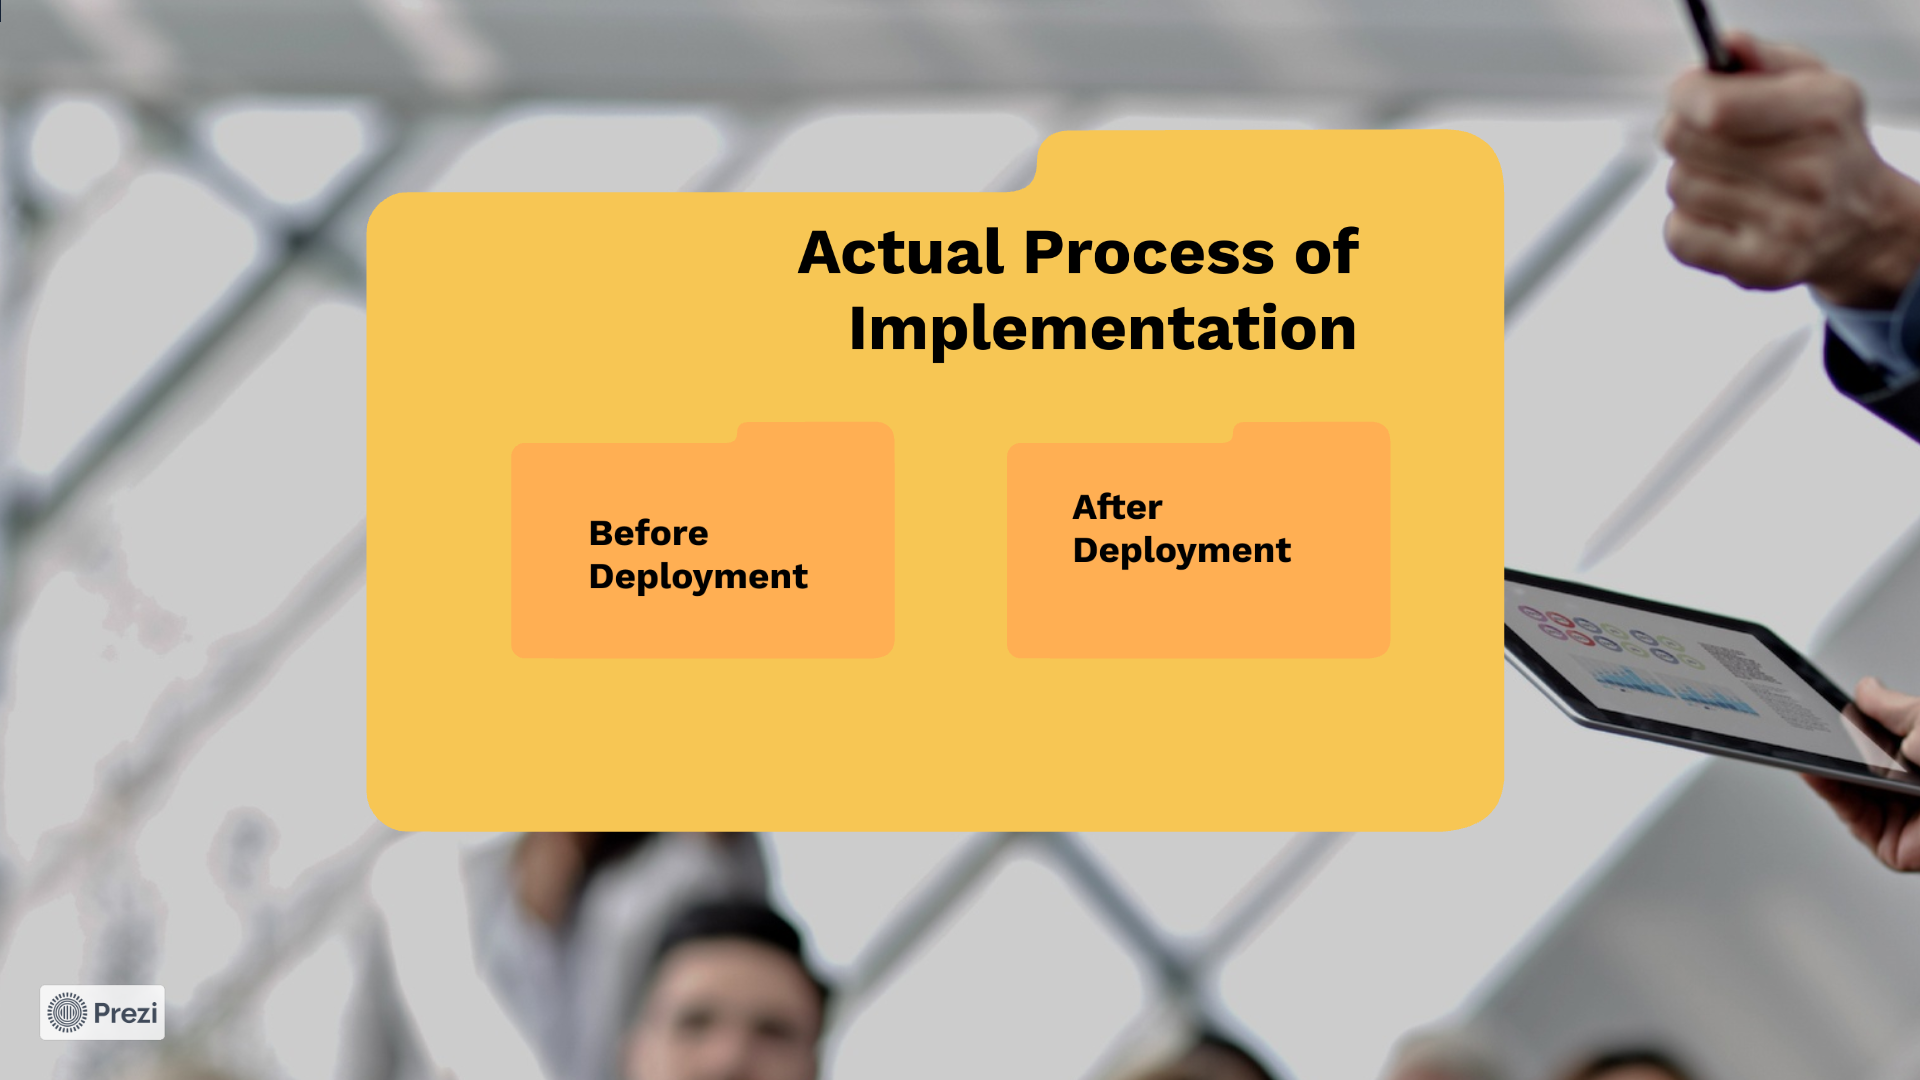 Actual Process of
Implementation
Before
Deployment
After
Deployment
Prezi